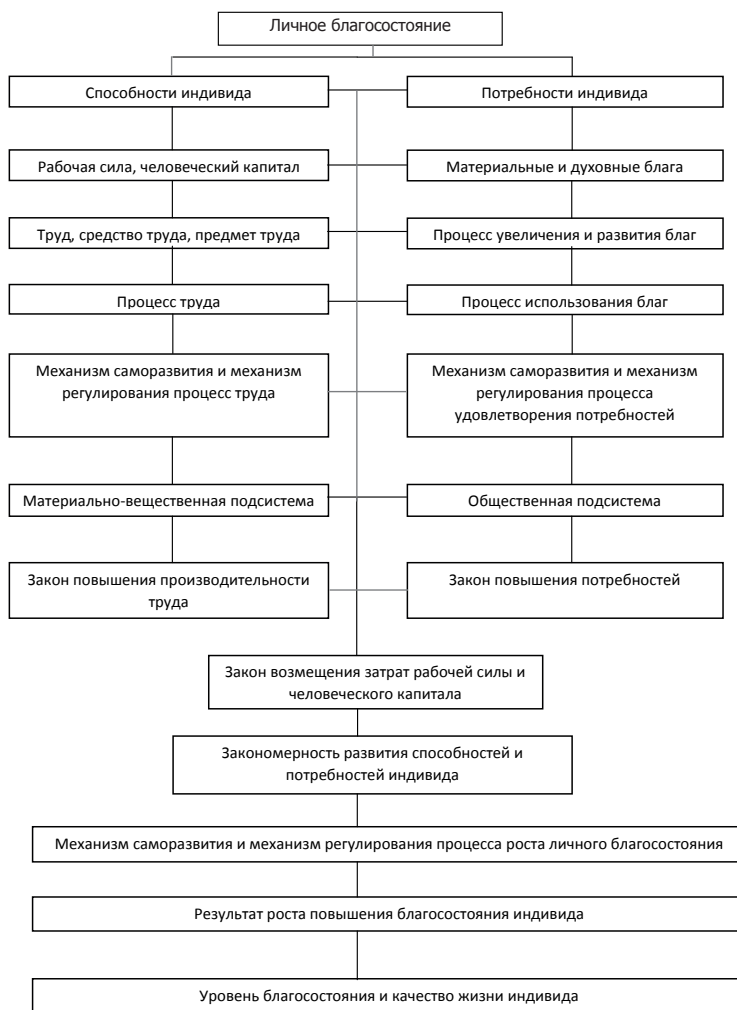 Личное благосостояние
Способности индивида
Потребности индивида
Рабочая сила, человеческий капитал
Материальные и духовные блага
Труд, средство труда, предмет труда
Процесс увеличения и развития благ
Процесс труда
Процесс использования благ
Механизм саморазвития и механизм
регулирования процесс труда
Механизм саморазвития и механизм
регулирования процесса
удовлетворения потребностей
Материально-вещественная подсистема
Общественная подсистема
Закон повышения производительности
труда
Закон повышения потребностей
Закон возмещения затрат рабочей силы и
человеческого капитала
Закономерность развития способностей и
потребностей индивида
Механизм саморазвития и механизм регулирования процесса роста личного благосостояния
Результат роста повышения благосостояния индивида
Уровень благосостояния и качество жизни индивида